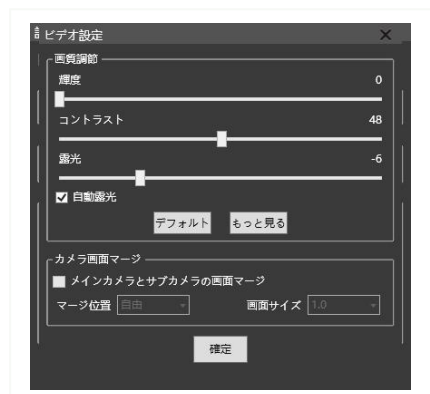 ビデオ設定
画質調節
輝度 0
コントラスト 48
露光 -6
自動露光
デフォルト もっと見る
カメラ画面マージ
メインカメラとサブカメラの画面マージ
マージ位置 自由 画面サイズ 1.0
確定